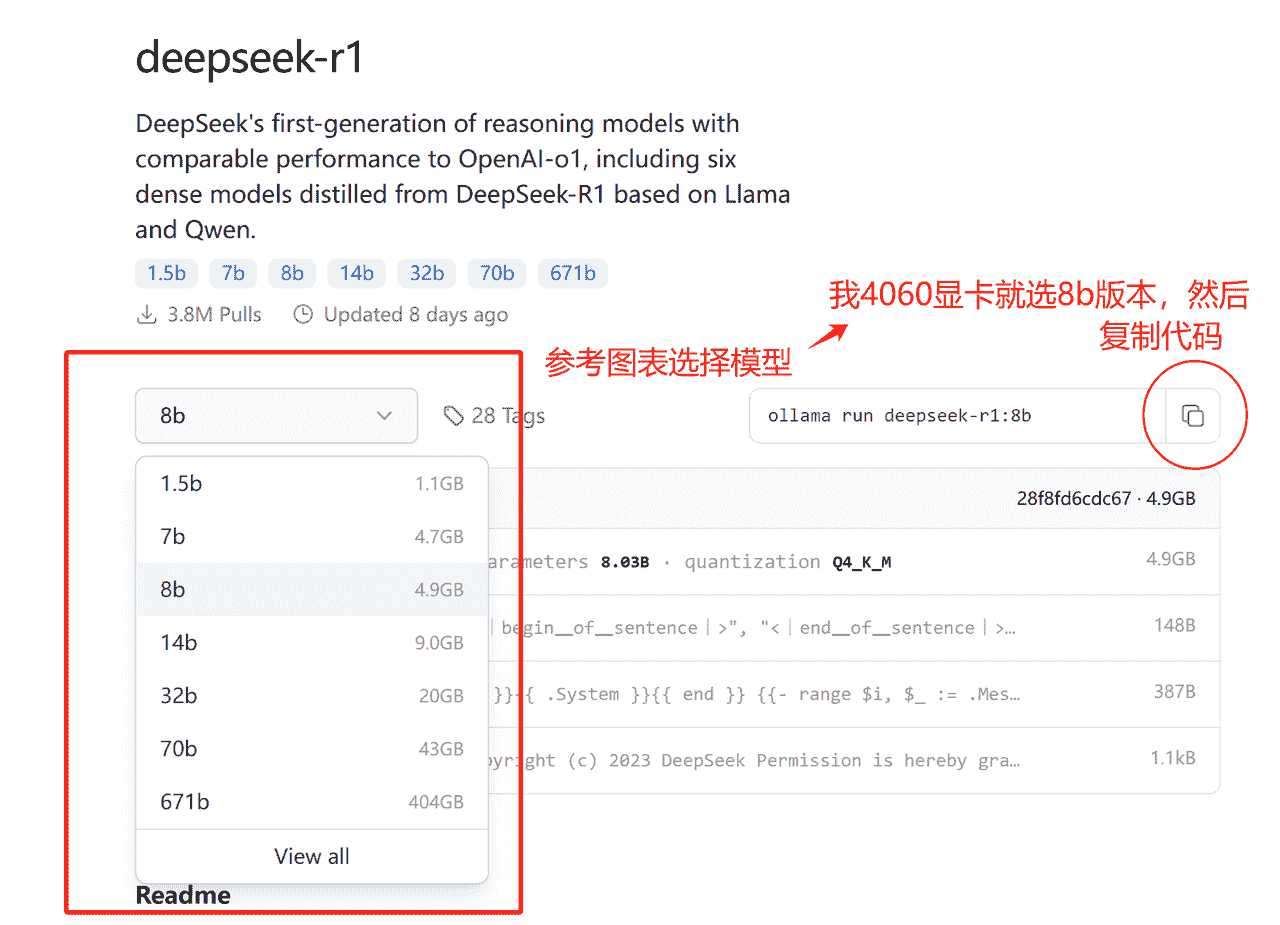 deepseek-r1
DeepSeek's first-generation of reasoning models with
comparable performance to OpenAI-o1, including six
dense models distilled from DeepSeek-R1 based on Llama
and Qwen.
1.5b 7b 8b 14b 32b 70b 671b
3.8M Pulls Updated 8 days ago
我4060显卡就选8b版本，然后
复制代码
参考图表选择模型
8b 28 Tags ollama run deepseek-r1:8b
1.5b 1.1GB
7b 4.7GB
8b 4.9GB
14b 9.0GB
32b 20GB
70b 43GB
671b 404GB
View all
28f8fd6cdc67 · 4.9GB
arameters 8.03B · quantization Q4_K_M 4.9GB
|begin__of__sentence|>", "<|end__of__sentence|>… 148B
}}{{ .System }}{{ end }} {{- range $i, $_ := .Mes… 387B
pyright (c) 2023 DeepSeek Permission is hereby gra… 1.1kB
Readme